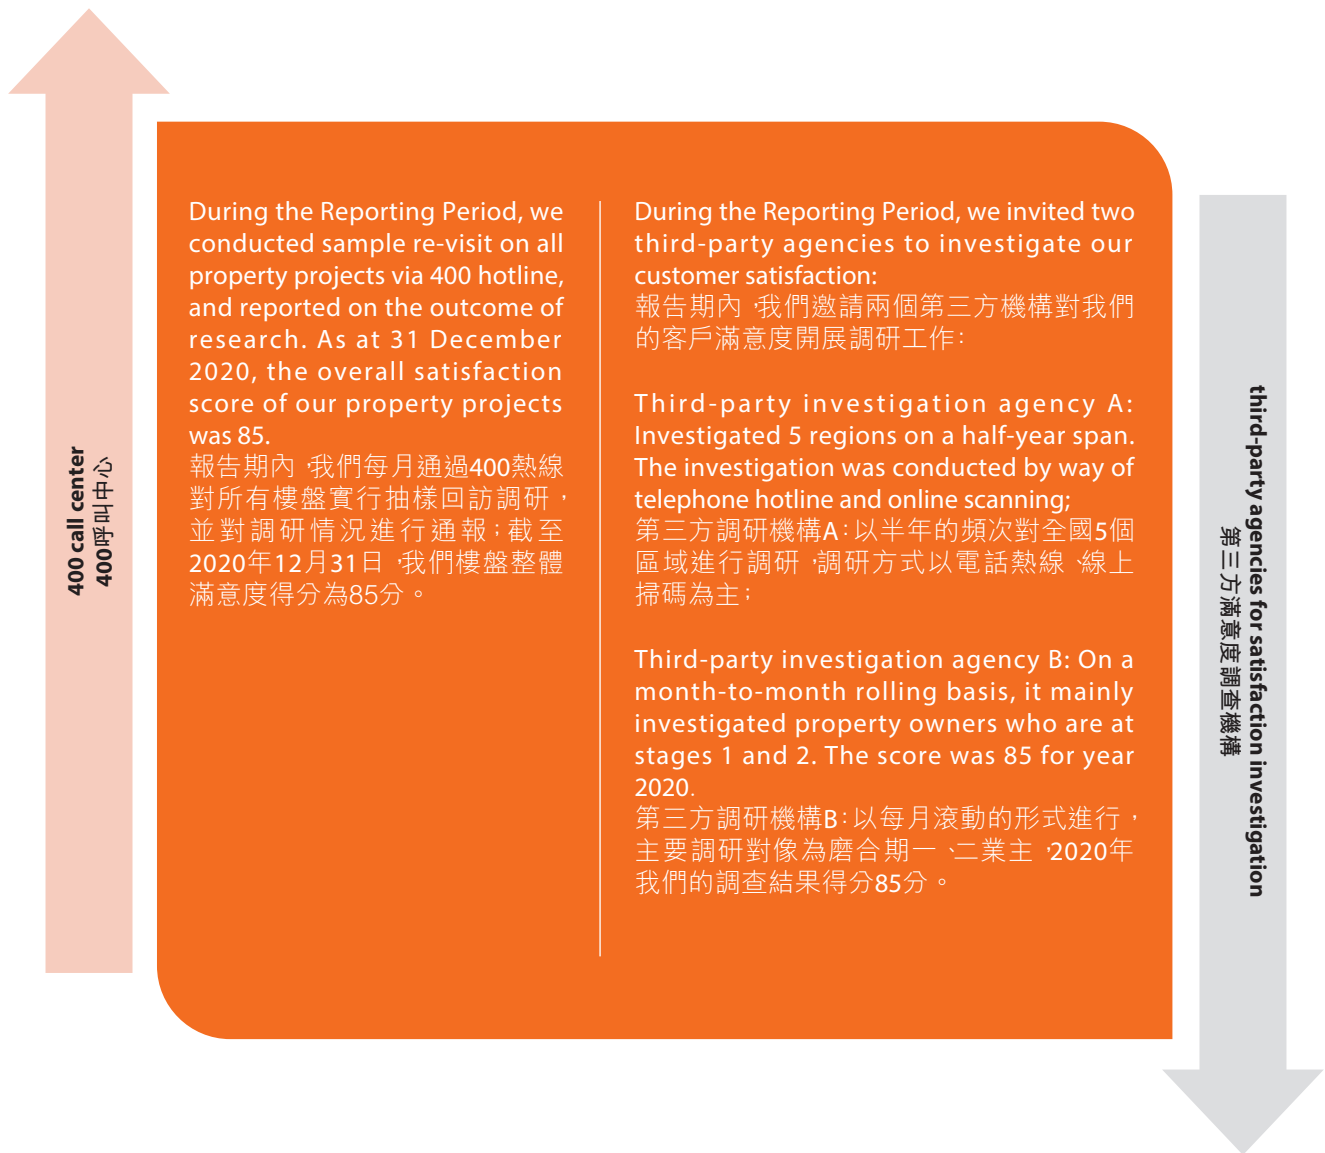 400 call center
400呼叫中心
During the Reporting Period, we
conducted sample re-visit on all
property projects via 400 hotline,
and reported on the outcome of
research. As at 31 December
2020, the overall satisfaction
score of our property projects
was 85.
報告期內，我們每月通過400熱線
對所有樓盤實行抽樣回訪調研，
並對調研情況進行通報；截至
2020年12月31日，我們樓盤整體
滿意度得分為85分。
During the Reporting Period, we invited two
third-party agencies to investigate our
customer satisfaction:
報告期內，我們邀請兩個第三方機構對我們
的客戶滿意度開展調研工作：
Third-party investigation agency A:
Investigated 5 regions on a half-year span.
The investigation was conducted by way of
telephone hotline and online scanning;
第三方調研機構A：以半年的頻次對全國5個
區域進行調研，調研方式以電話熱線、線上
掃碼為主；
Third-party investigation agency B: On a
month-to-month rolling basis, it mainly
investigated property owners who are at
stages 1 and 2. The score was 85 for year
2020.
第三方調研機構B：以每月滾動的形式進行，
主要調研對像為磨合期一、二業主，2020年
我們的調查結果得分85分。
third-party agencies for satisfaction investigation
第三方滿意度調查機構